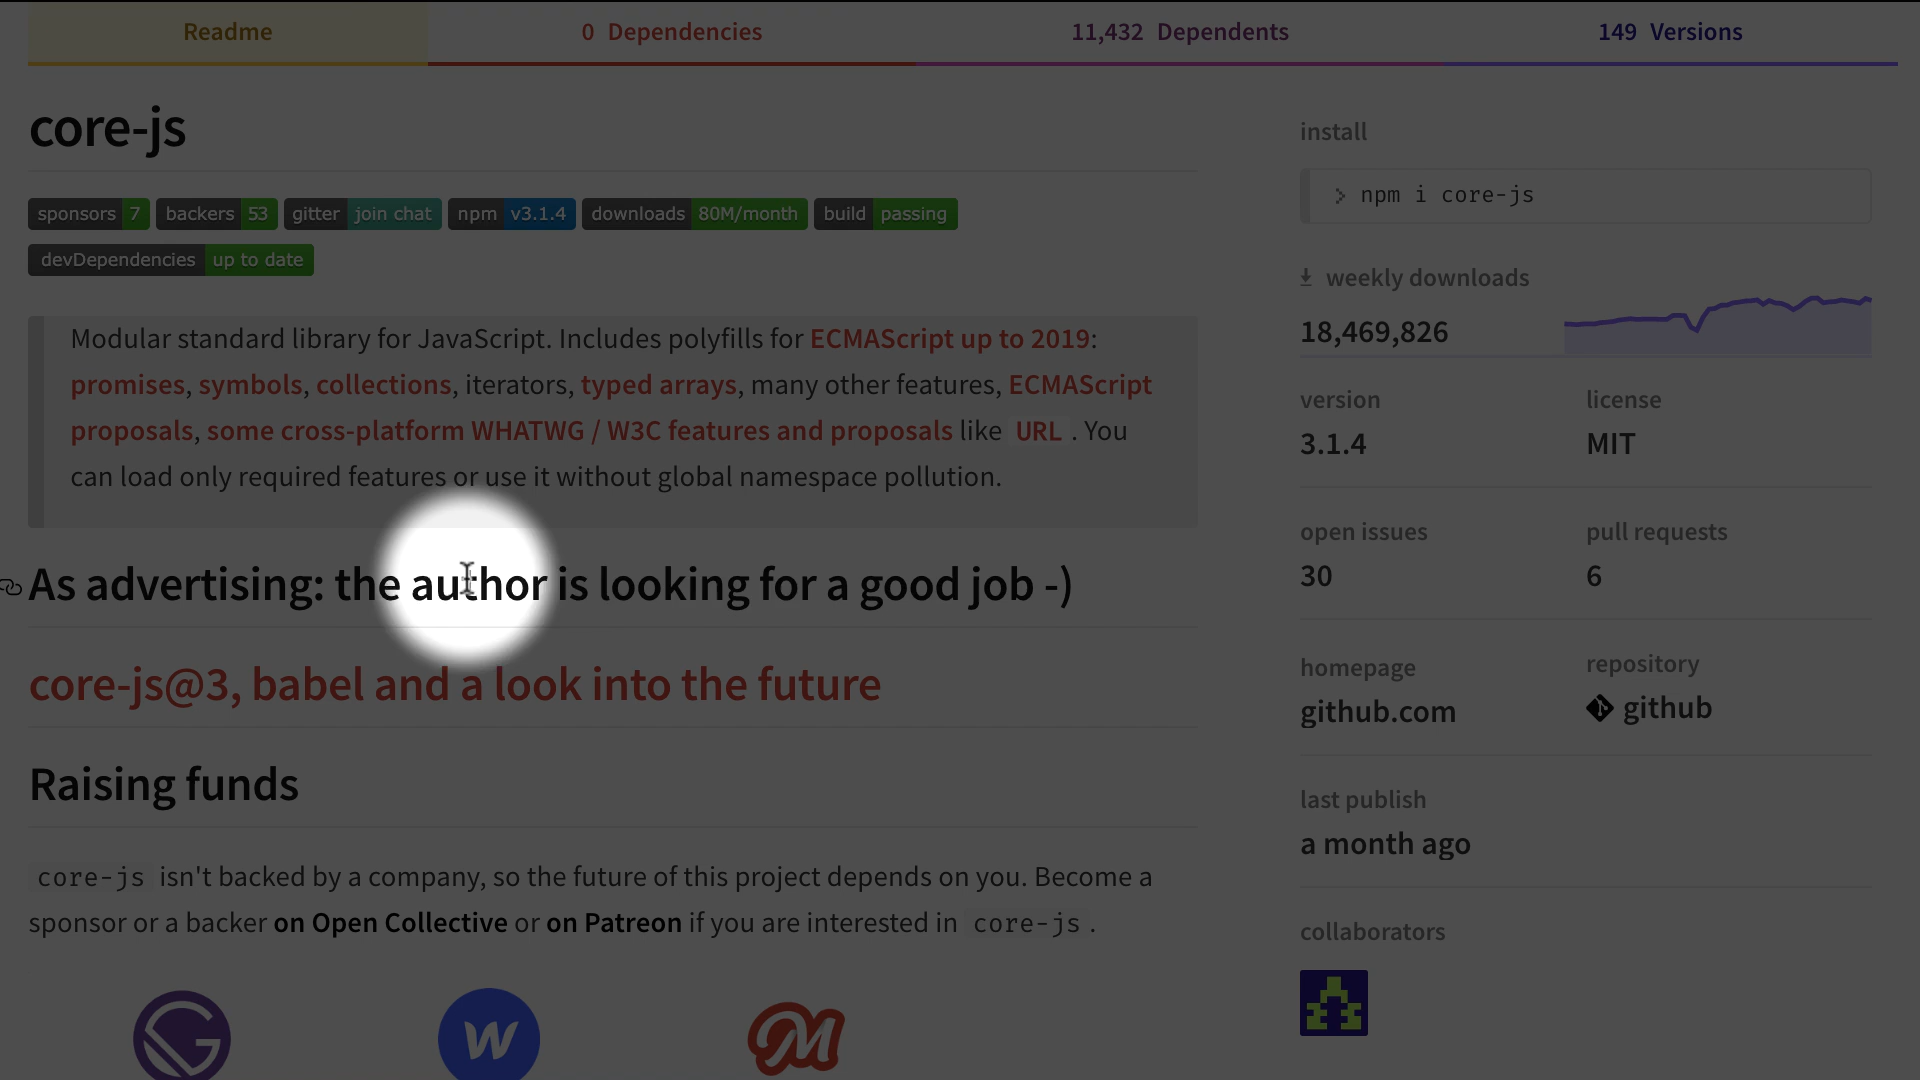 Readme
0 Dependencies
11,432 Dependents
149 Versions
core-js
sponsors 7 backers 53 gitter join chat npm v3.1.4 downloads 80M/month build passing
devDependencies up to date
Modular standard library for JavaScript. Includes polyfills for ECMAScript up to 2019:
promises, symbols, collections, iterators, typed arrays, many other features, ECMAScript
proposals, some cross-platform WHATWG / W3C features and proposals like URL . You
can load only required features or use it without global namespace pollution.
As advertising: the author is looking for a good job -)
core-js@3, babel and a look into the future
Raising funds
core-js isn't backed by a company, so the future of this project depends on you. Become a
sponsor or a backer on Open Collective or on Patreon if you are interested in core-js .
G
w
M
install
> npm i core-js
weekly downloads
18,469,826
version
3.1.4
license
MIT
open issues
30
pull requests
6
homepage
github.com
repository
github
last publish
a month ago
collaborators